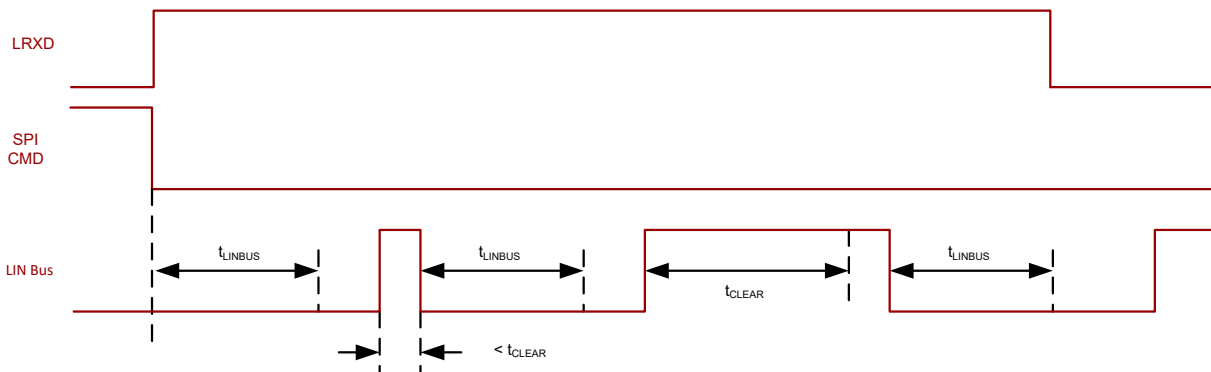 LRXD
SPI
CMD
LIN Bus
tLINBUS
tLINBUS
tCLEAR
tLINBUS
< tCLEAR